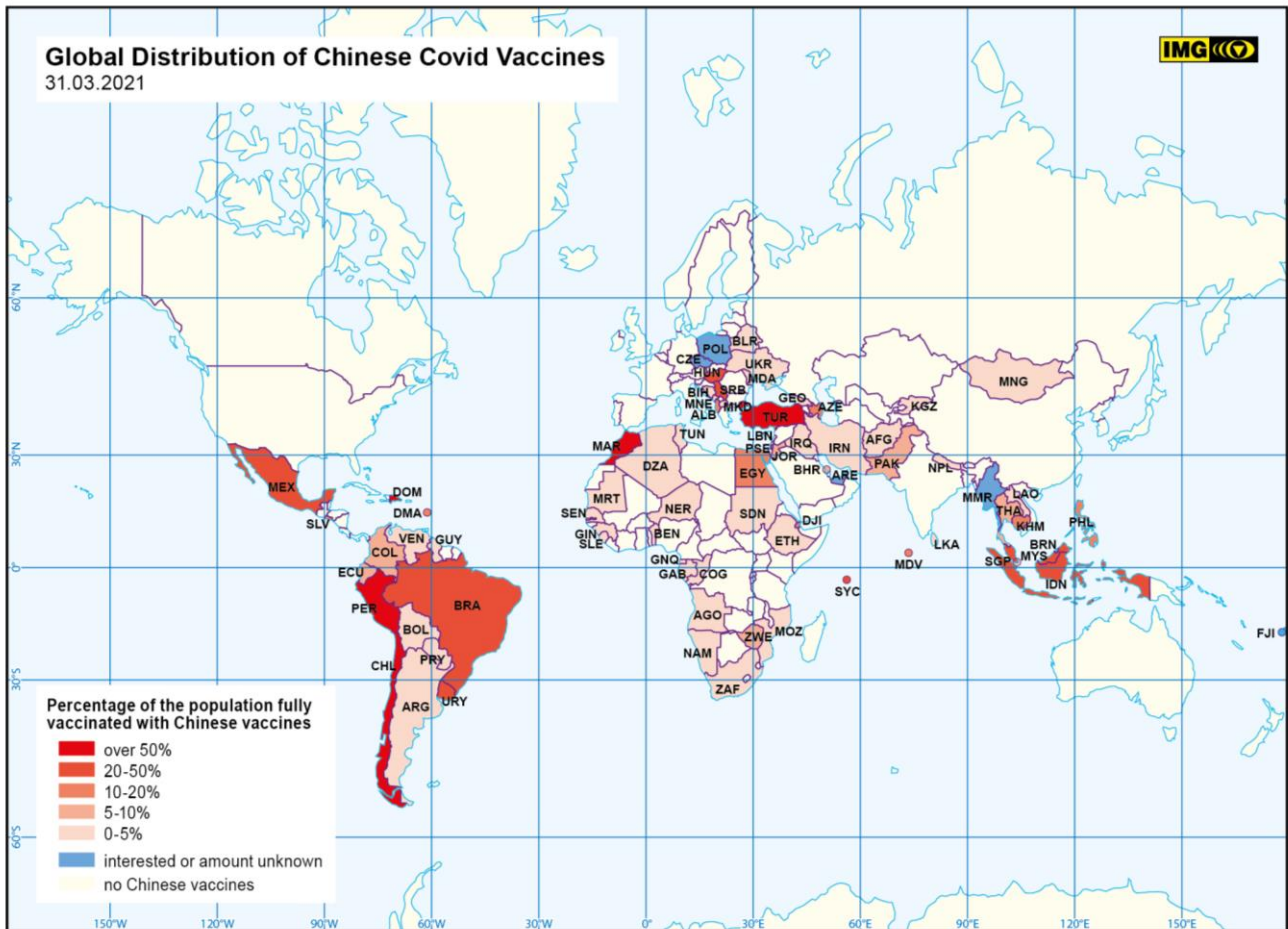 Global Distribution of Chinese Covid Vaccines
31.03.2021
IMG
60°N
POL
BLR
CZE
UKR
HUN
MDA
MNG
SRB
BIH
MNE
MKD
GEO
AZE
KGZ
ALB
TUR
TUN
LBN
MAR
30°N
PSE
IRQ
IRN
AFG
JOR
PAK
DZA
EGY
BHR
ARE
NPL
MEX
DOM
MRT
MMR
LAO
DMA
NER
SDN
THA
SLV
SEN
DJI
KHM
PHL
VEN
GUY
GIN
BEN
ETH
SLE
LKA
BRN
COL
GNQ
MDV
MYS
SGP
0°
ECU
GAB
COG
IDN
SYC
PER
BRA
AGO
BOL
MOZ
ZWE
FJI
NAM
CHL
PRY
30°S
ZAF
URY
ARG
Percentage of the population fully
vaccinated with Chinese vaccines
over 50%
20-50%
10-20%
5-10%
0-5%
interested or amount unknown
no Chinese vaccines
60°S
150°W
120°W
90°W
60°W
30°W
0°
30°E
60°E
90°E
120°E
150°E